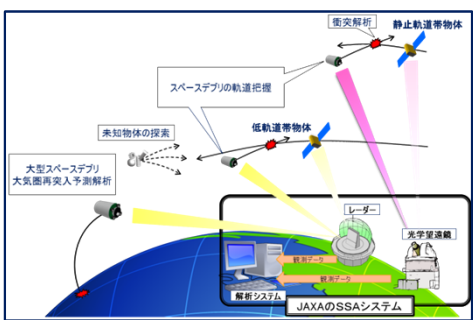 衝突解析
静止軌道帯物体
スペースデブリの軌道把握
未知物体の探索
低軌道帯物体
大型スペースデブリ
大気圏再突入予測解析
レーダー
光学望遠鏡
観測データ
観測データ
解析システム
JAXAのSSAシステム